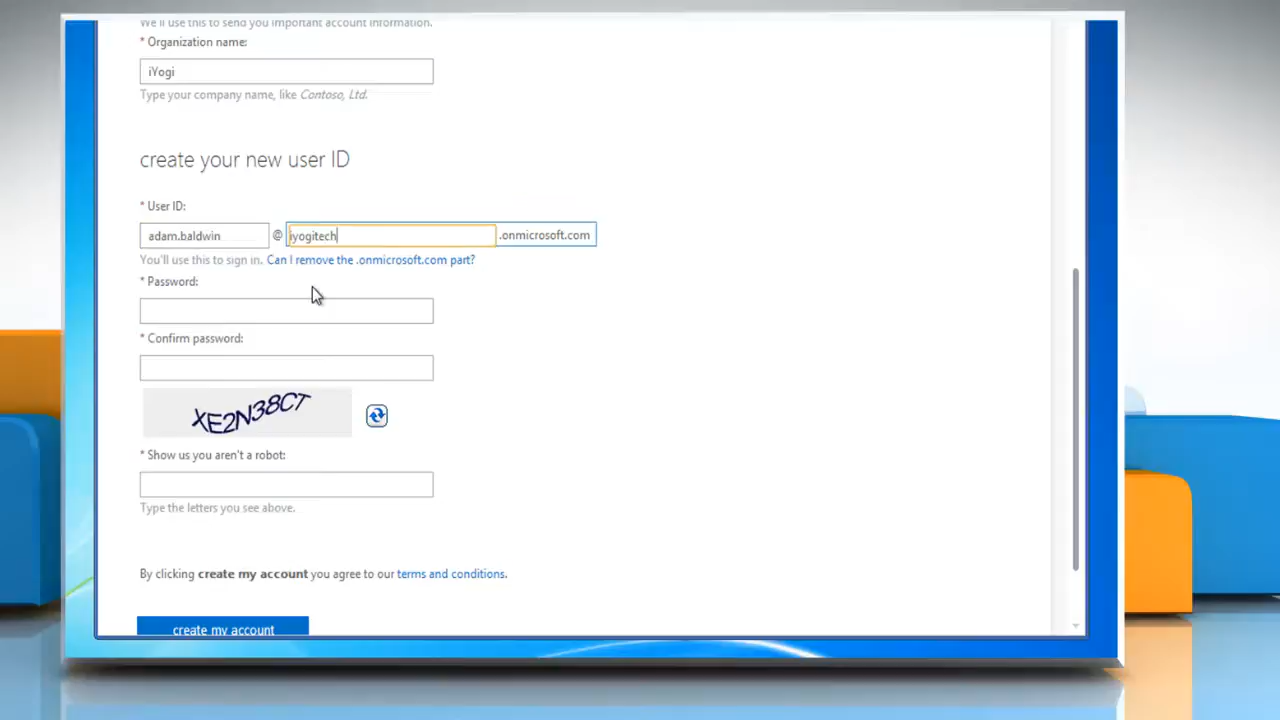 We'll use this to send you important account information.
* Organization name:
iYogi
Type your company name, like Contoso, Ltd.
create your new user ID
* User ID:
adam.baldwin @ iyogitech .onmicrosoft.com
You'll use this to sign in. Can I remove the .onmicrosoft.com part?
* Password:
* Confirm password:
XE2N38CT
* Show us you aren't a robot:
Type the letters you see above.
By clicking create my account you agree to our terms and conditions.
create my account